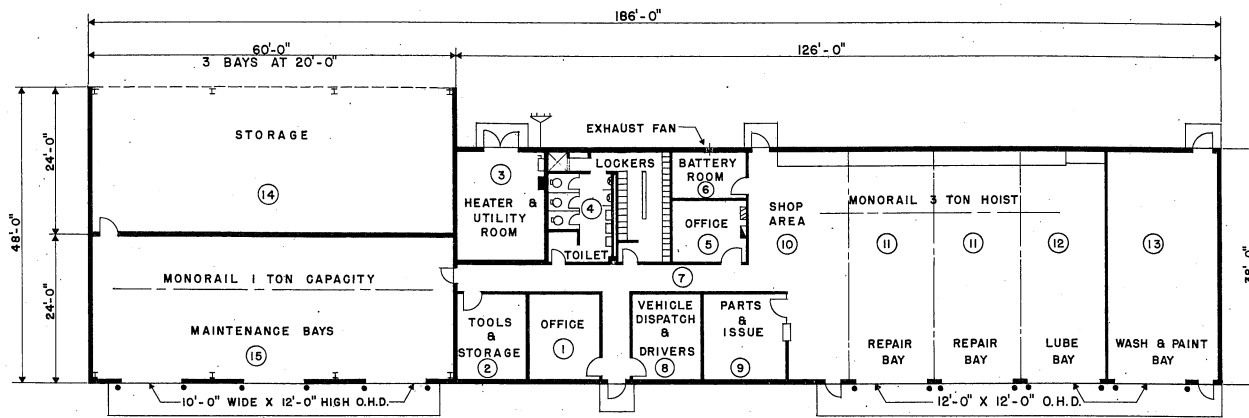 186'-0"
60'-0"
126'-0"
3 BAYS AT 20'-0"
48'-0"
24'-0"
24'-0"
38'-0"
STORAGE
14
EXHAUST FAN
3
HEATER &
UTILITY
ROOM
LOCKERS
4
TOILET
BATTERY
ROOM
6
OFFICE
5
SHOP
AREA
10
MONORAIL 3 TON HOIST
11
11
12
13
7
MONORAIL 1 TON CAPACITY
MAINTENANCE BAYS
15
TOOLS
&
STORAGE
2
OFFICE
1
VEHICLE
DISPATCH
&
DRIVERS
8
PARTS
&
ISSUE
9
REPAIR
BAY
REPAIR
BAY
LUBE
BAY
WASH & PAINT
BAY
10'-0" WIDE X 12'-0" HIGH O.H.D.
12'-0" X 12'-0" O.H.D.